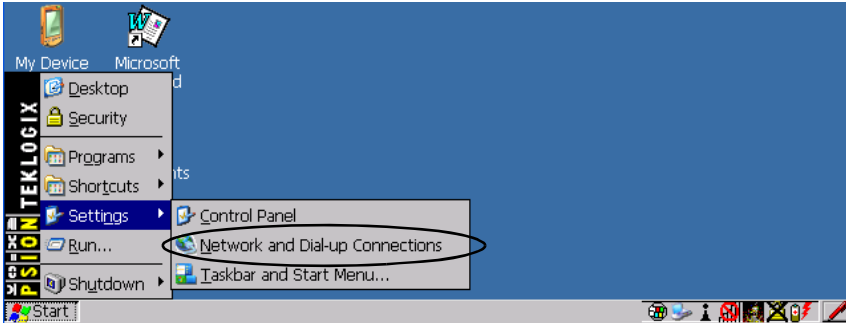 My Device
Microsoft
d
Desktop
Security
Programs
nts
Shortcuts
Settings
Control Panel
Run...
Network and Dial-up Connections
Shutdown
Taskbar and Start Menu...
PSION TEKLOGIX
Start